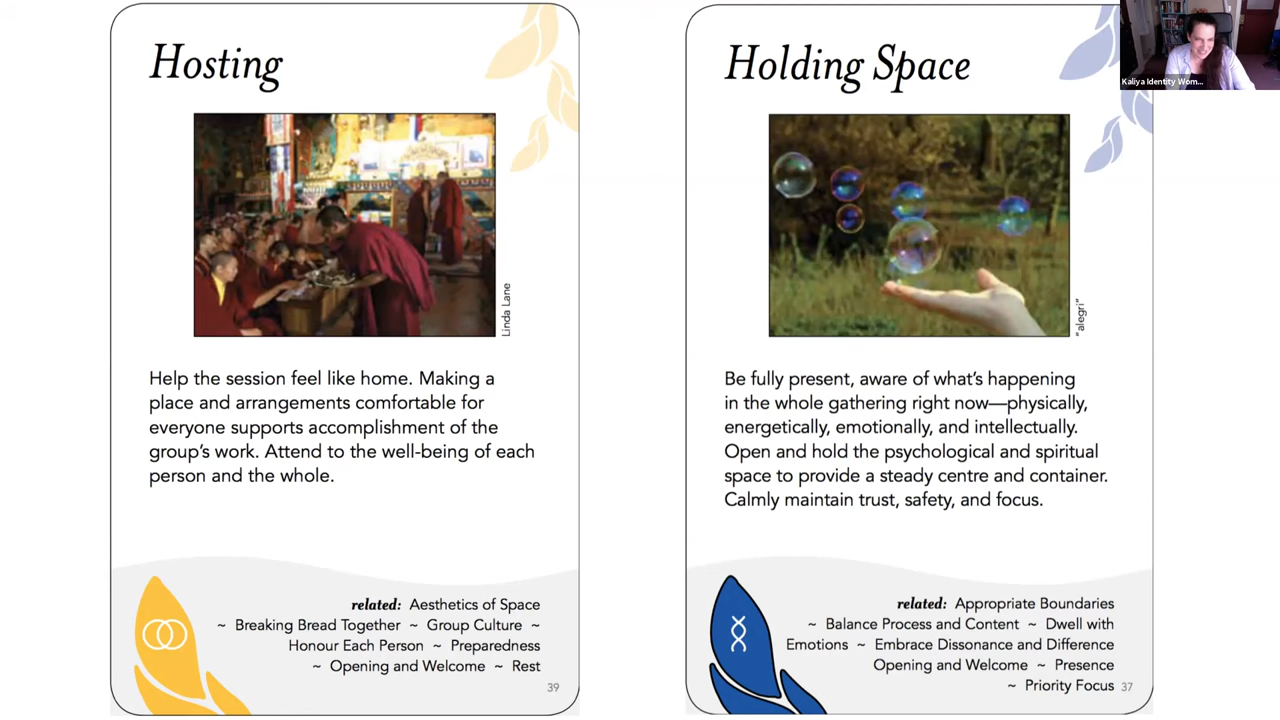 Hosting
Linda Lane
Help the session feel like home. Making a
place and arrangements comfortable for
everyone supports accomplishment of the
group's work. Attend to the well-being of each
person and the whole.
related: Aesthetics of Space
~ Breaking Bread Together ~ Group Culture ~
Honour Each Person ~ Preparedness
~ Opening and Welcome ~ Rest
39
Holding Space
"alegri"
Be fully present, aware of what's happening
in the whole gathering right now—physically,
energetically, emotionally, and intellectually.
Open and hold the psychological and spiritual
space to provide a steady centre and container.
Calmly maintain trust, safety, and focus.
related: Appropriate Boundaries
~ Balance Process and Content ~ Dwell with
Emotions ~ Embrace Dissonance and Difference
Opening and Welcome ~ Presence
~ Priority Focus
37
Kaliya Identity Wom...